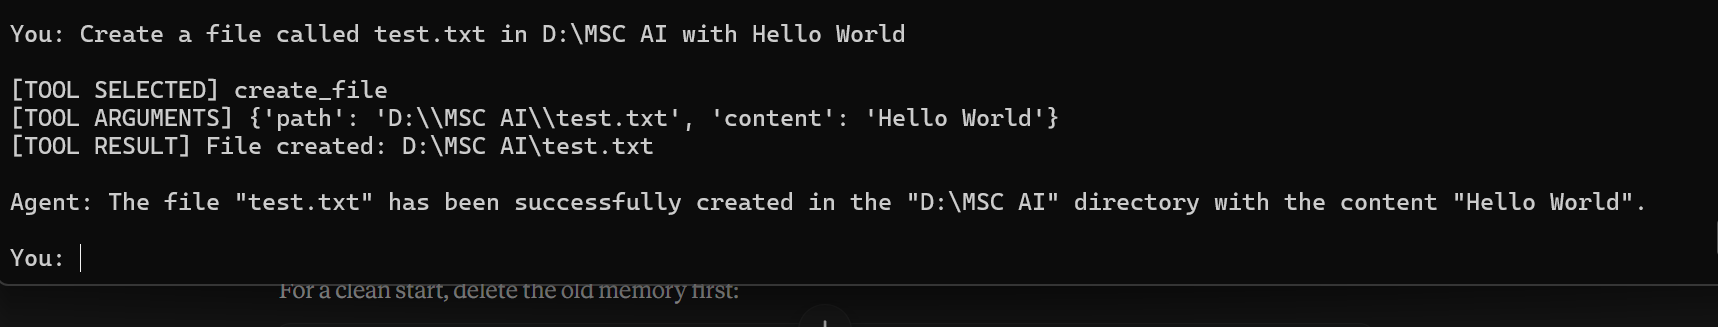 You: Create a file called test.txt in D:\MSC AI with Hello World
[TOOL SELECTED] create_file
[TOOL ARGUMENTS] {'path': 'D:\\MSC AI\\test.txt', 'content': 'Hello World'}
[TOOL RESULT] File created: D:\MSC AI\test.txt
Agent: The file "test.txt" has been successfully created in the "D:\MSC AI" directory with the content "Hello World".
You:
For a clean start, delete the old memory first: